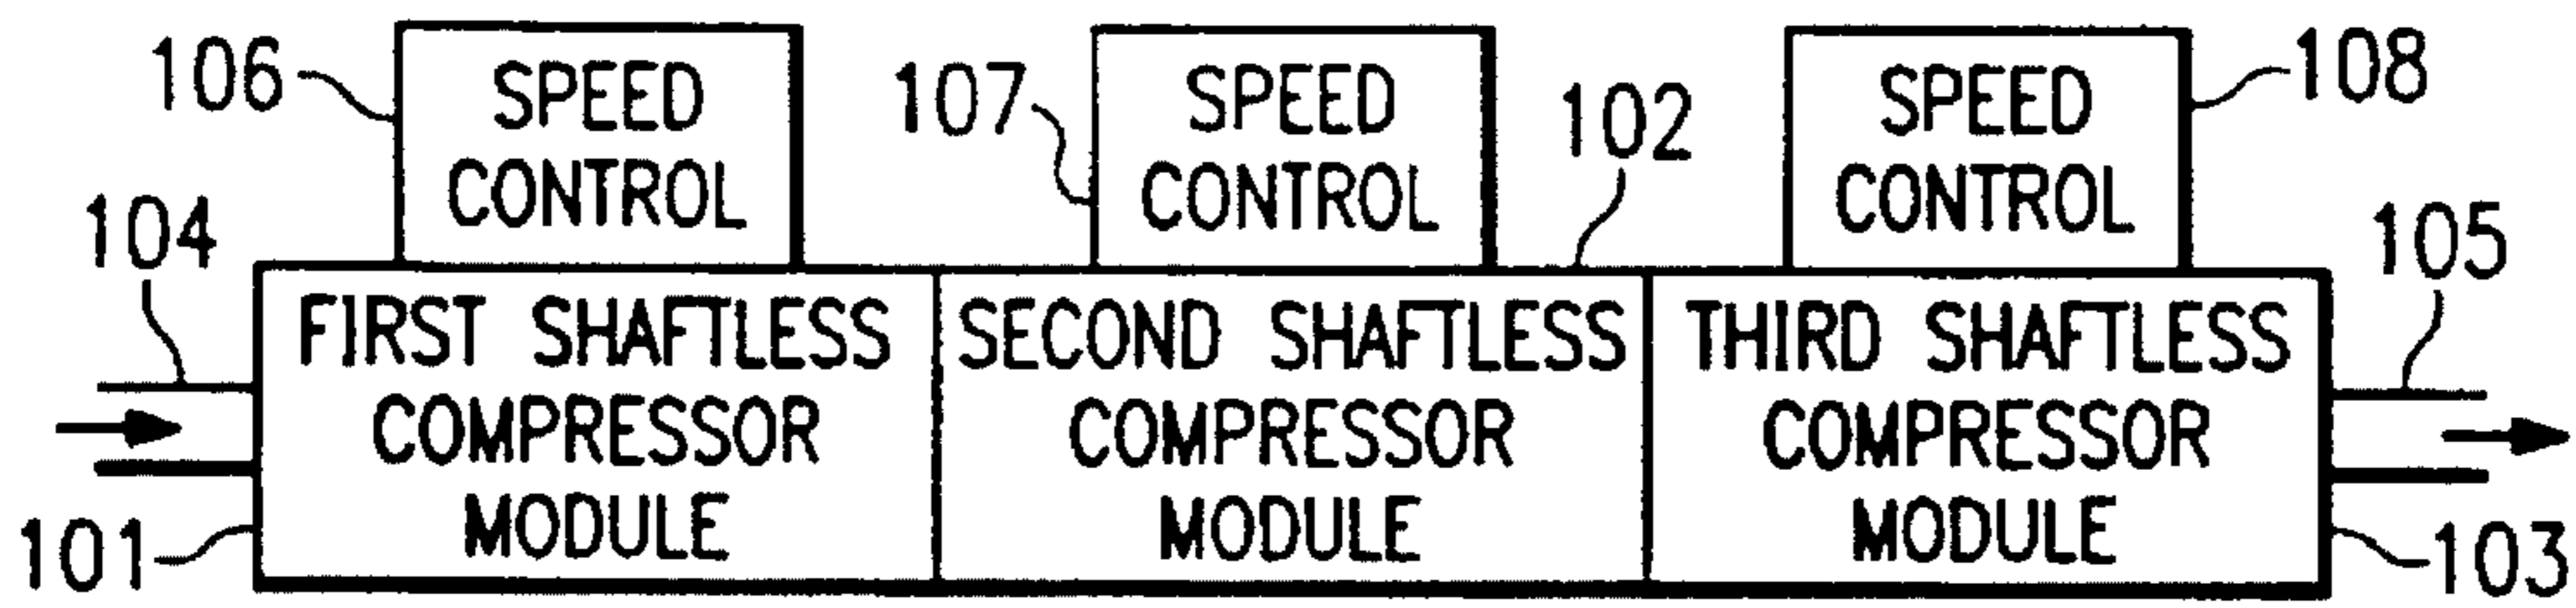 106
SPEED
CONTROL
107
SPEED
CONTROL
102
SPEED
CONTROL
108
104
105
FIRST SHAFTLESS
COMPRESSOR
MODULE
SECOND SHAFTLESS
COMPRESSOR
MODULE
THIRD SHAFTLESS
COMPRESSOR
MODULE
101
103